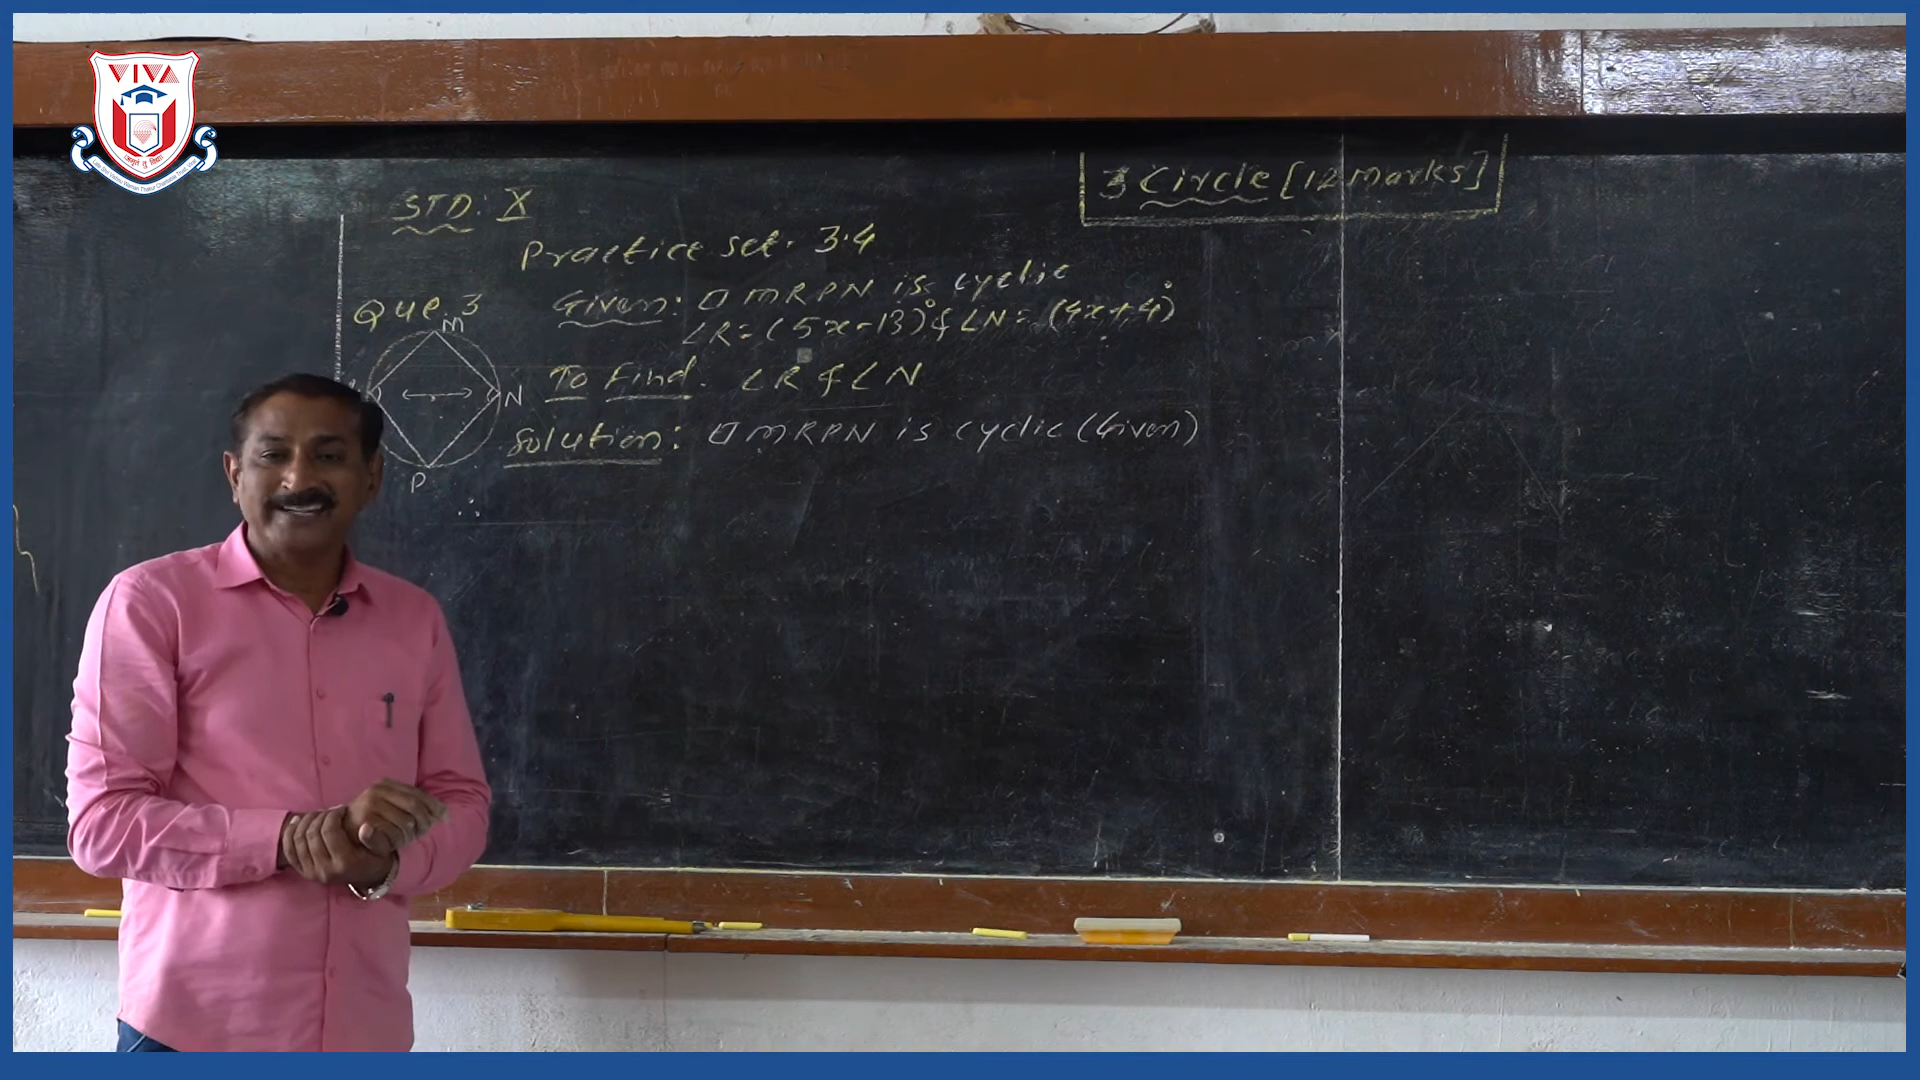 VIVA
3 Circle [12 Marks]
STD: X
Practice set. 3.4
Que. 3
Given: □ MRPN is cyclic
∠R = (5x-13)° & ∠N = (4x+4)°
To Find. ∠R & ∠N
Solution: □ MRPN is cyclic (Given)
M
N
P
∴